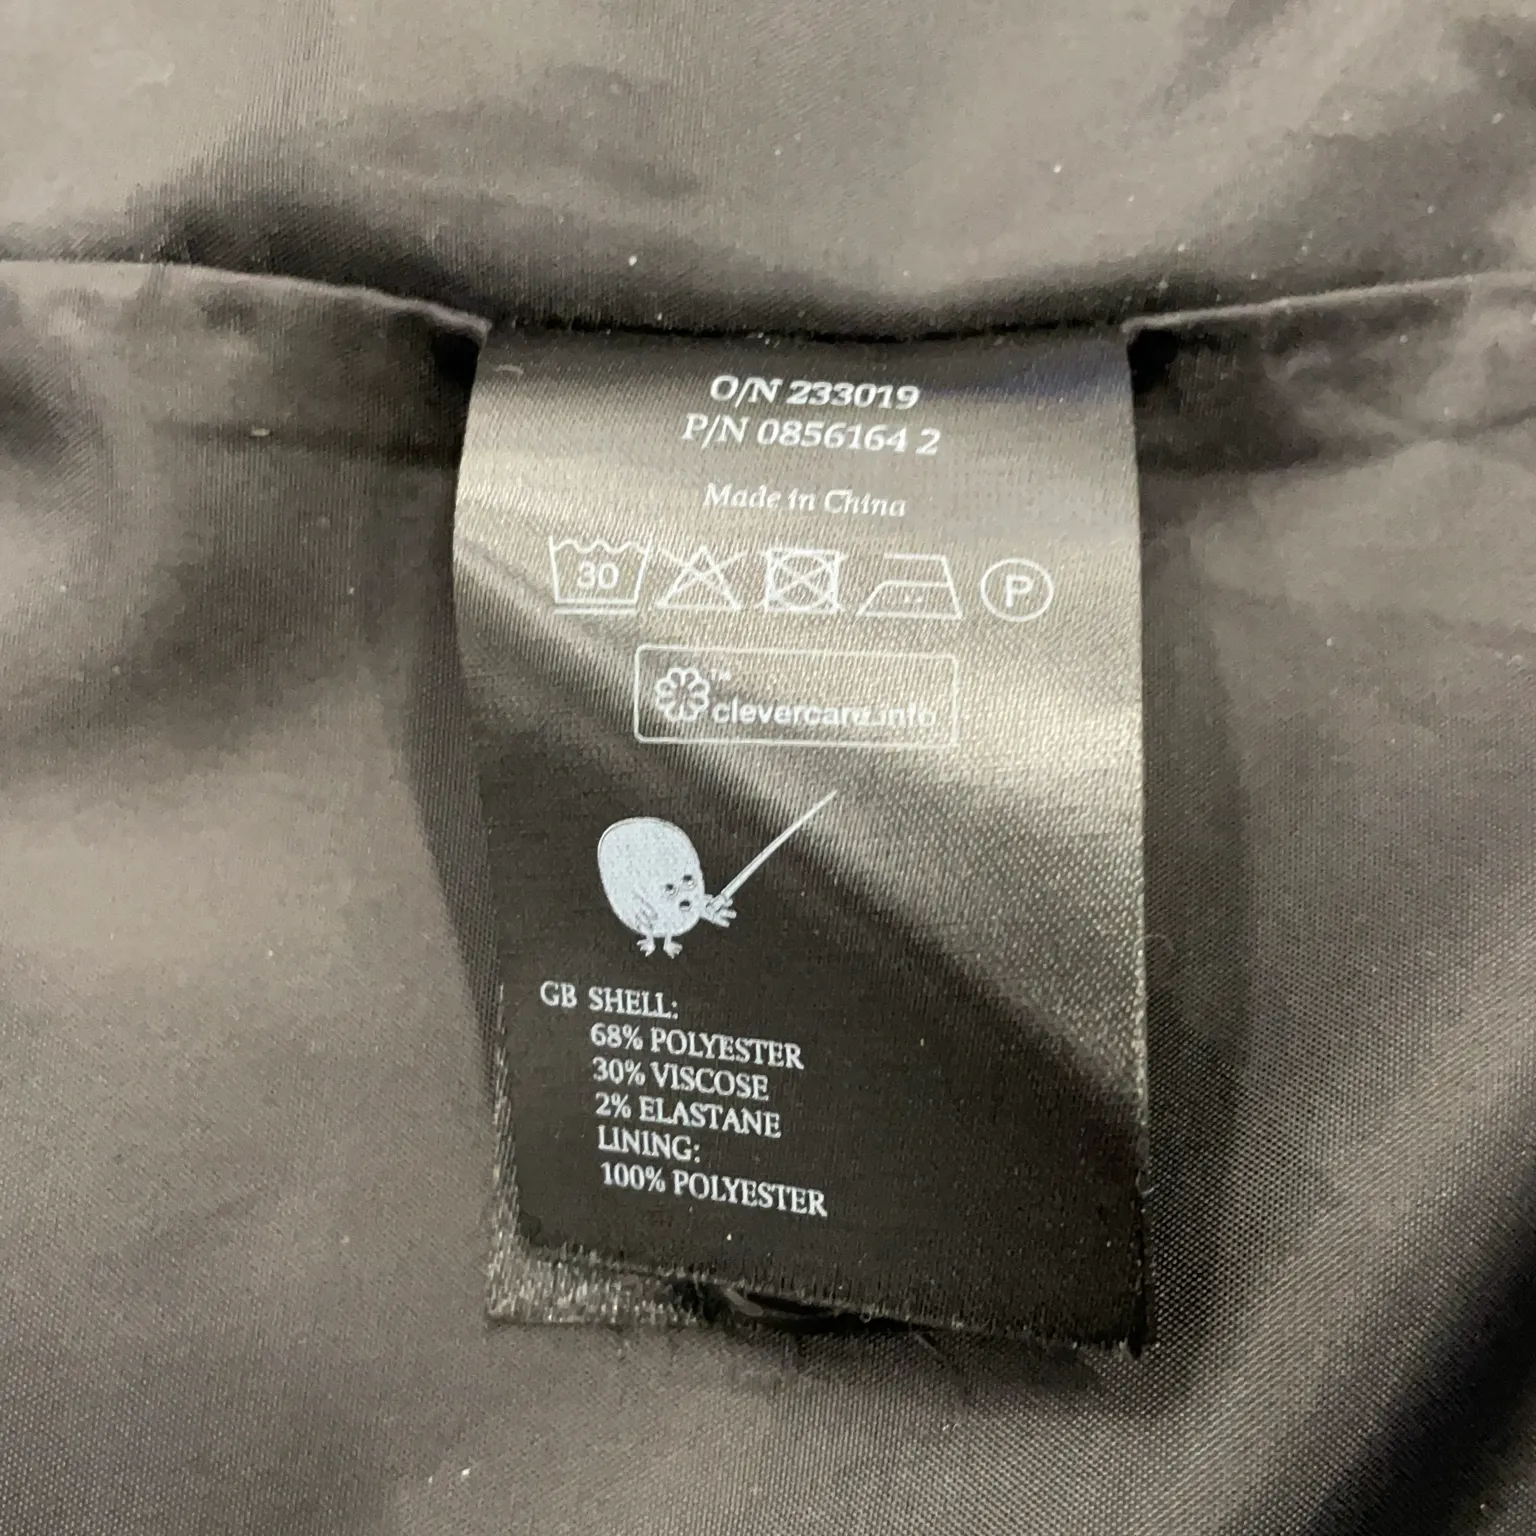 O/N 233019
P/N 0856164 2
Made in China
30 P
™
clevercare.info
GB SHELL:
68% POLYESTER
30% VISCOSE
2% ELASTANE
LINING:
100% POLYESTER